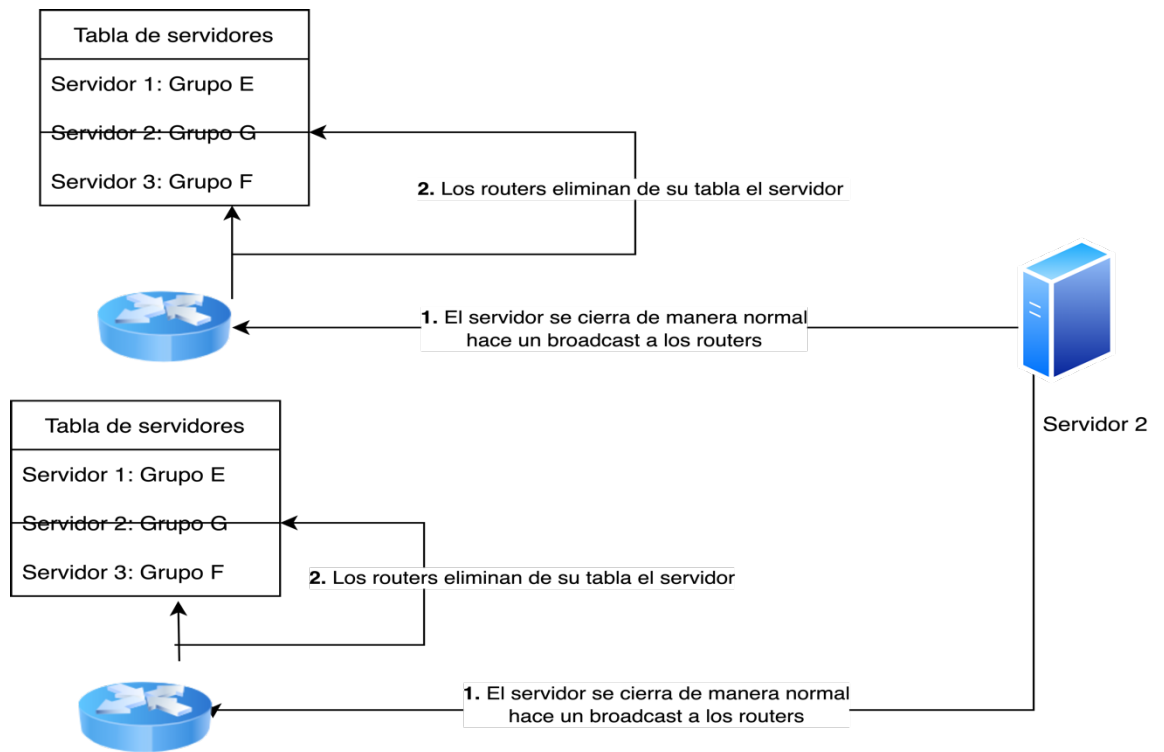 Tabla de servidores
Servidor 1: Grupo E
Servidor 2: Grupo G
Servidor 3: Grupo F
2. Los routers eliminan de su tabla el servidor
1. El servidor se cierra de manera normal
hace un broadcast a los routers
Servidor 2
Tabla de servidores
Servidor 1: Grupo E
Servidor 2: Grupo G
Servidor 3: Grupo F
2. Los routers eliminan de su tabla el servidor
1. El servidor se cierra de manera normal
hace un broadcast a los routers